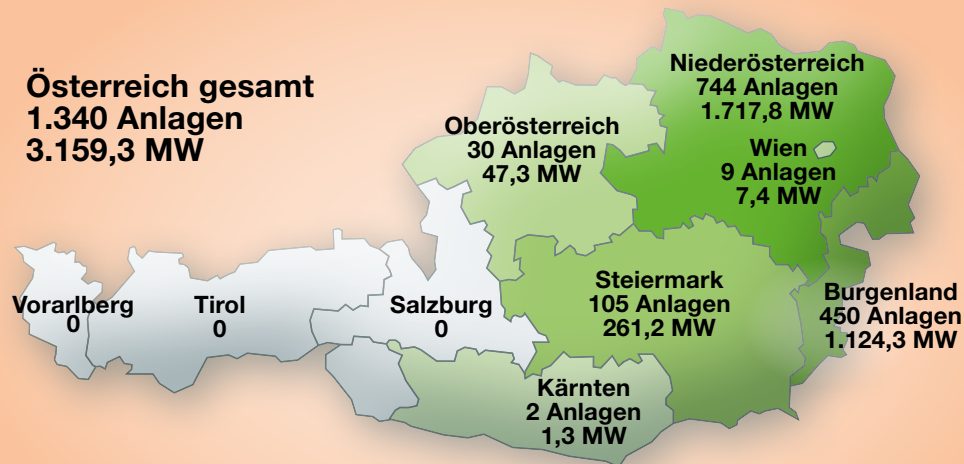 Österreich gesamt
1.340 Anlagen
3.159,3 MW
Niederösterreich
744 Anlagen
1.717,8 MW
Oberösterreich
30 Anlagen
47,3 MW
Wien
9 Anlagen
7,4 MW
Vorarlberg
0
Tirol
0
Salzburg
0
Steiermark
105 Anlagen
261,2 MW
Burgenland
450 Anlagen
1.124,3 MW
Kärnten
2 Anlagen
1,3 MW